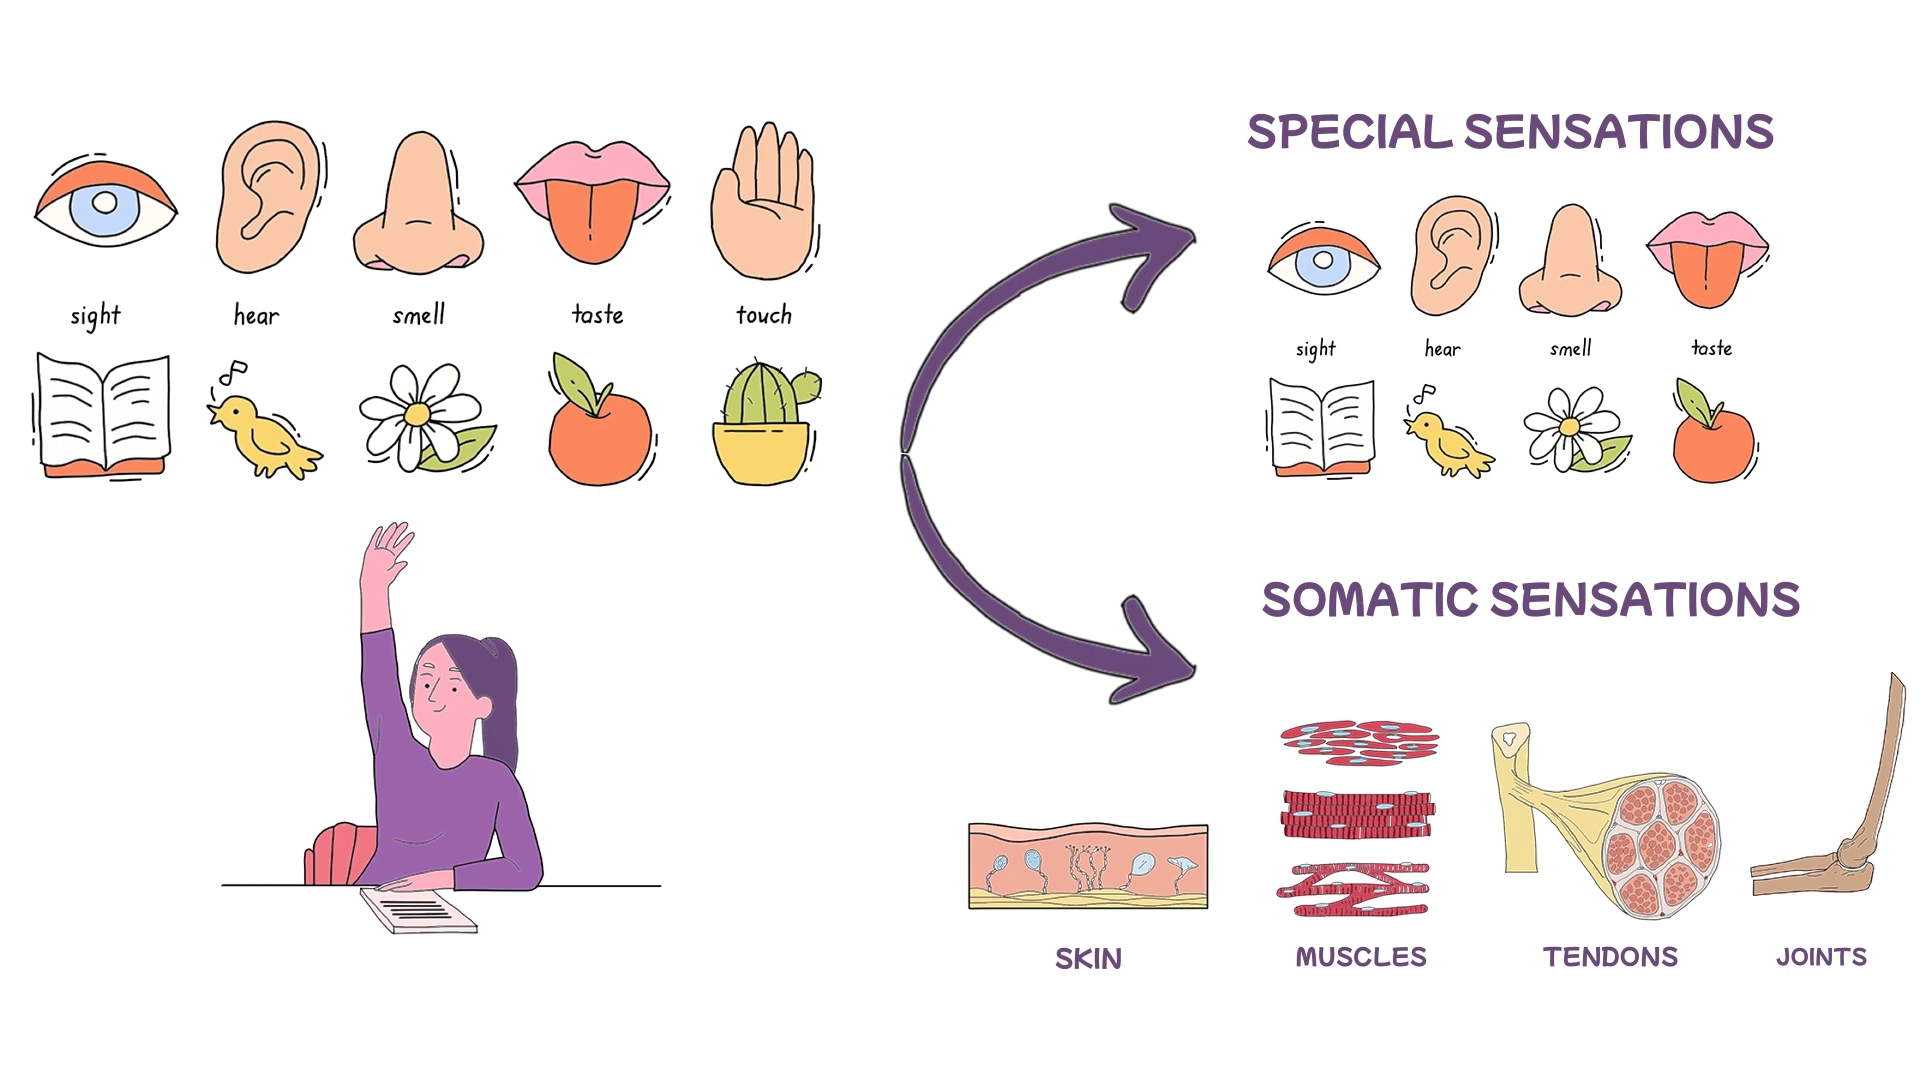 sight hear smell taste touch
SPECIAL SENSATIONS
sight hear smell taste
SOMATIC SENSATIONS
SKIN MUSCLES TENDONS JOINTS